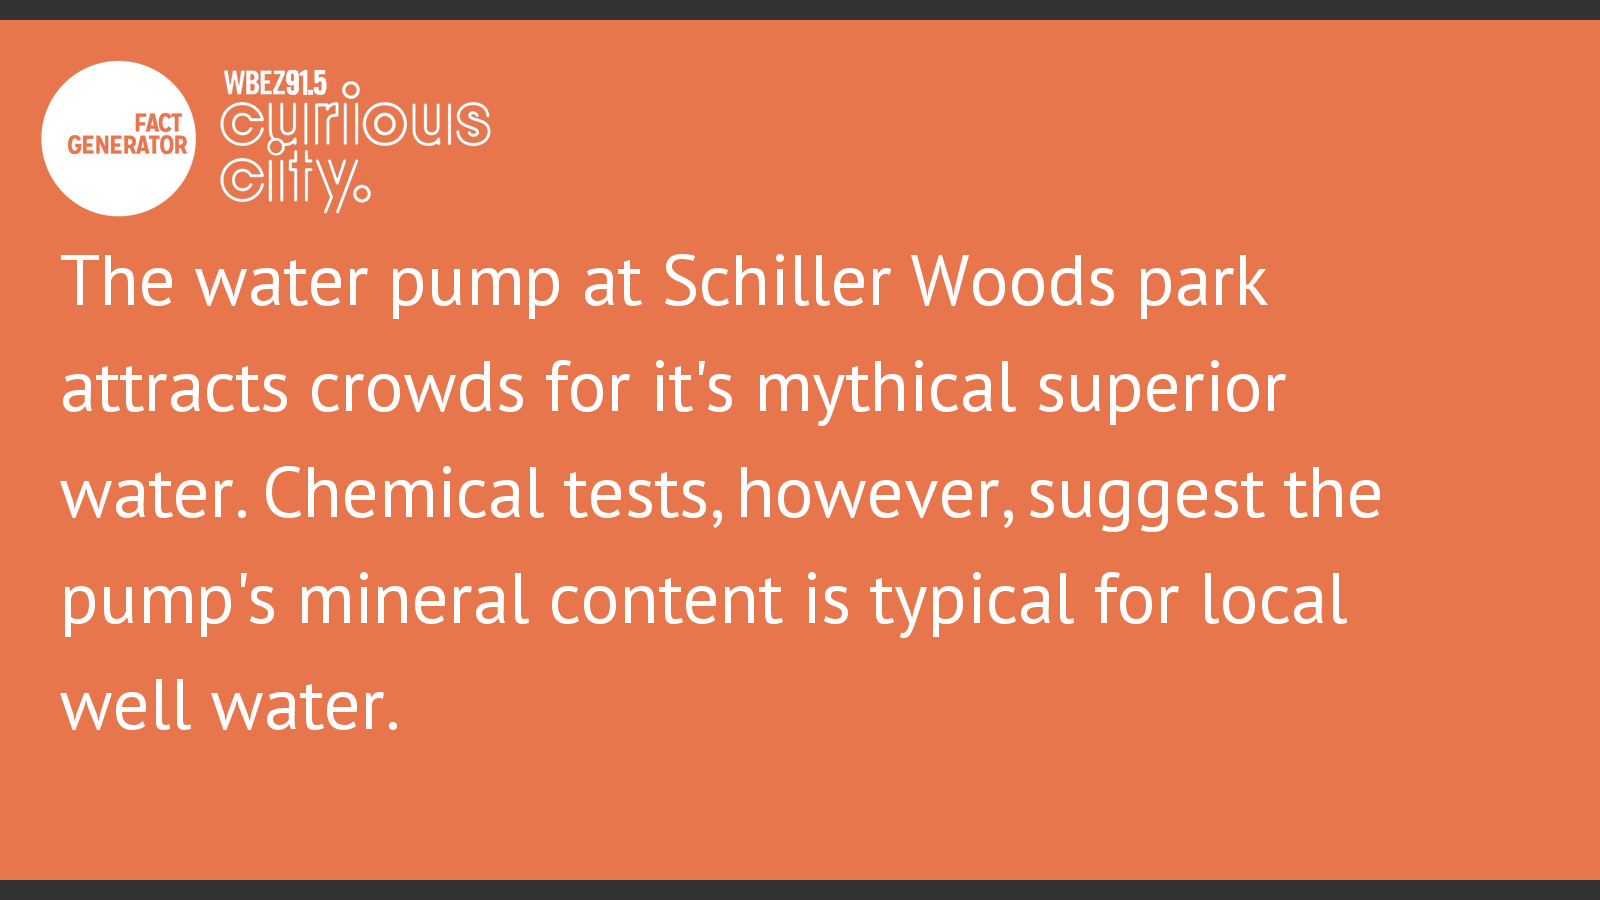 FACT
GENERATOR
WBEZ91.5
curious
city.
The water pump at Schiller Woods park
attracts crowds for it's mythical superior
water. Chemical tests, however, suggest the
pump's mineral content is typical for local
well water.